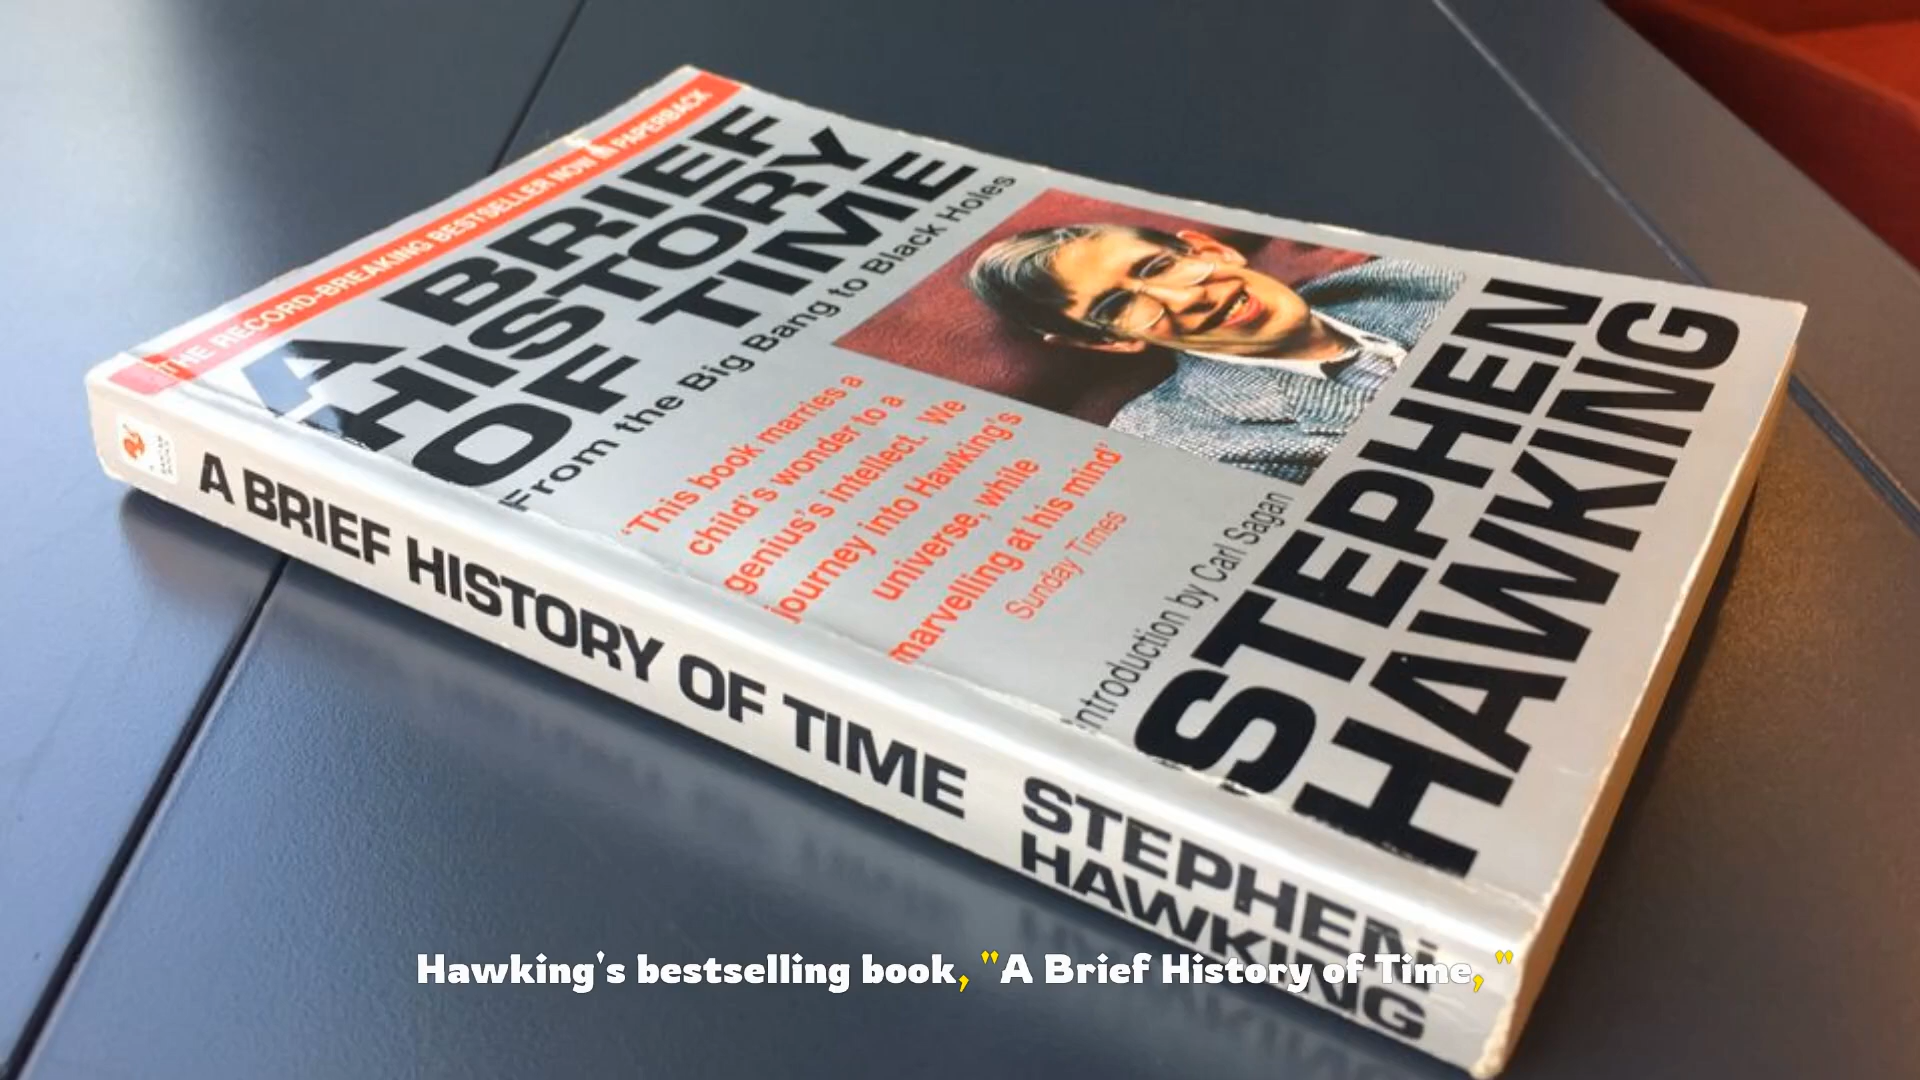 THE RECORD-BREAKING BESTSELLER NOW IN PAPERBACK
A BRIEF
HISTORY
OF TIME
From the Big Bang to Black Holes
'This book marries a
child's wonder to a
genius's intellect. We
journey into Hawking's
universe, while
marvelling at his mind'
Sunday Times
Introduction by Carl Sagan
STEPHEN
HAWKING
A BRIEF HISTORY OF TIME
STEPHEN
HAWKING
Hawking's bestselling book, "A Brief History of Time,"